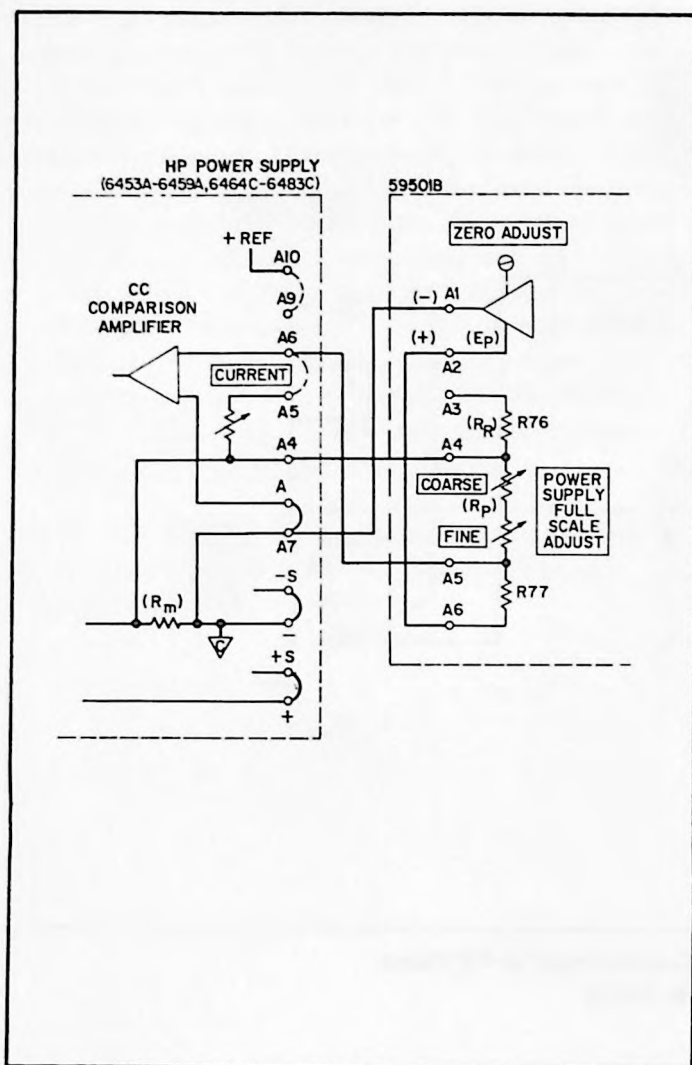 HP POWER SUPPLY
(6453A-6459A,6464C-6483C)
59501B
+ REF
A10
A9
CC
COMPARISON
AMPLIFIER
A6
CURRENT
A5
A4
A
A7
(Rm)
-S
-
C
+S
+
ZERO ADJUST
(-) A1
(+) (EP)
A2
A3
(RR) R76
A4
COARSE
(RP)
FINE
POWER
SUPPLY
FULL
SCALE
ADJUST
A5
R77
A6